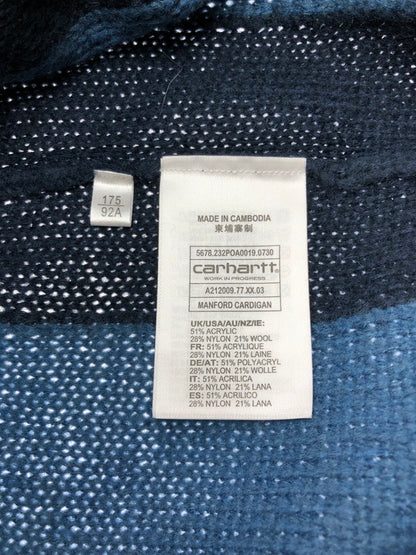 175
92A
MADE IN CAMBODIA
柬埔寨制
5678.232POA0019.0730
carhartt
WORK IN PROGRESS
A212009.77.XX.03
MANFORD CARDIGAN
UK/USA/AU/NZ/IE:
51% ACRYLIC
28% NYLON 21% WOOL
FR: 51% ACRYLIQUE
28% NYLON 21% LAINE
DE/AT: 51% POLYACRYL
28% NYLON 21% WOLLE
IT: 51% ACRILICA
28% NYLON 21% LANA
ES: 51% ACRILICA
28% NYLON 21% LANA